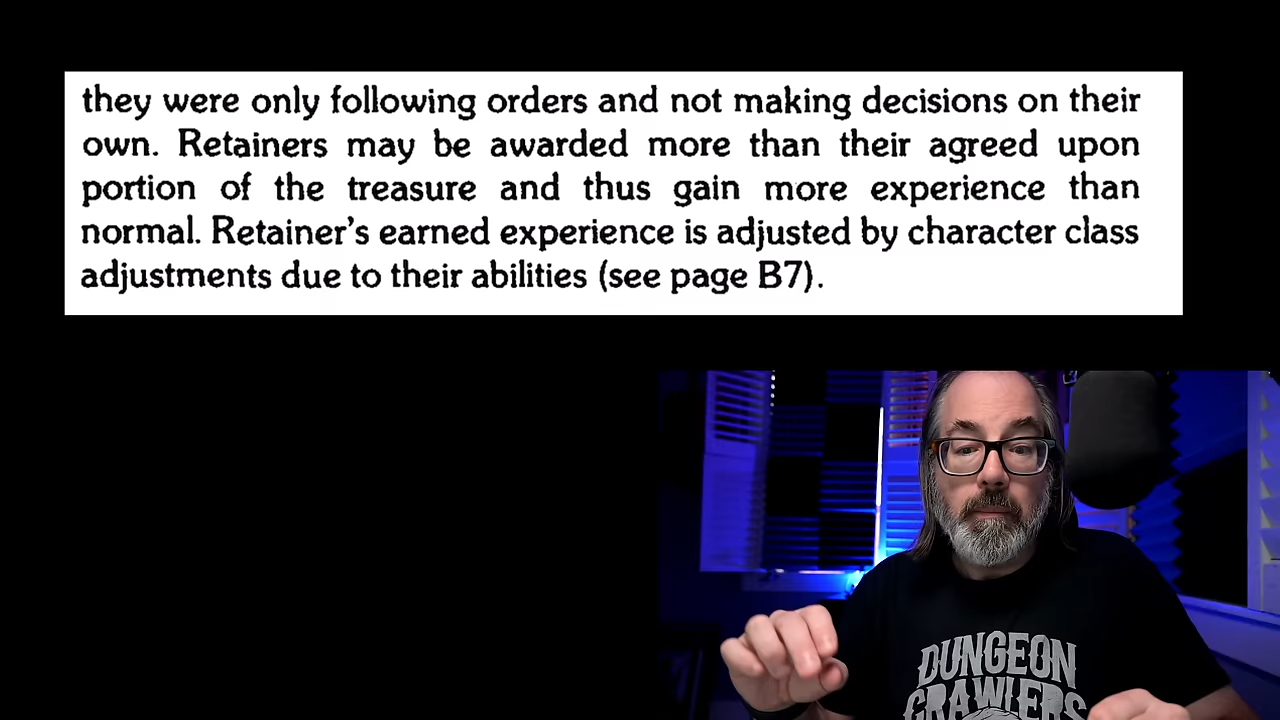 they were only following orders and not making decisions on their
own. Retainers may be awarded more than their agreed upon
portion of the treasure and thus gain more experience than
normal. Retainer's earned experience is adjusted by character class
adjustments due to their abilities (see page B7).
DUNGEON
CRAWLERS